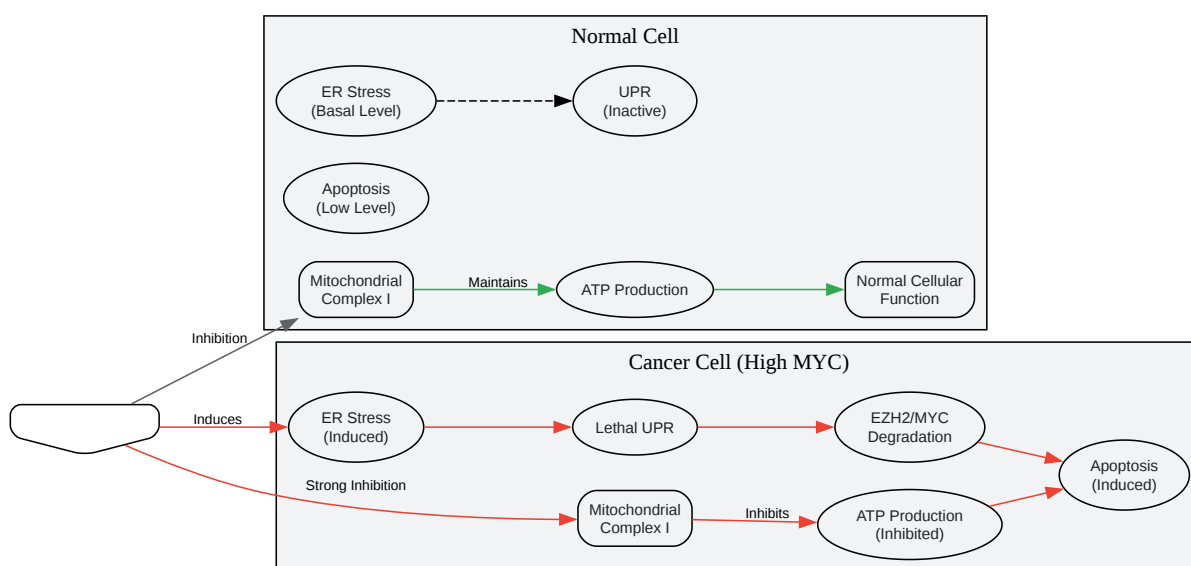 Normal Cell
ER Stress
(Basal Level)
UPR
(Inactive)
Apoptosis
(Low Level)
Mitochondrial
Complex I
Maintains
ATP Production
Normal Cellular
Function
Inhibition
Cancer Cell (High MYC)
Induces
ER Stress
(Induced)
Lethal UPR
EZH2/MYC
Degradation
Apoptosis
(Induced)
Strong Inhibition
Mitochondrial
Complex I
Inhibits
ATP Production
(Inhibited)